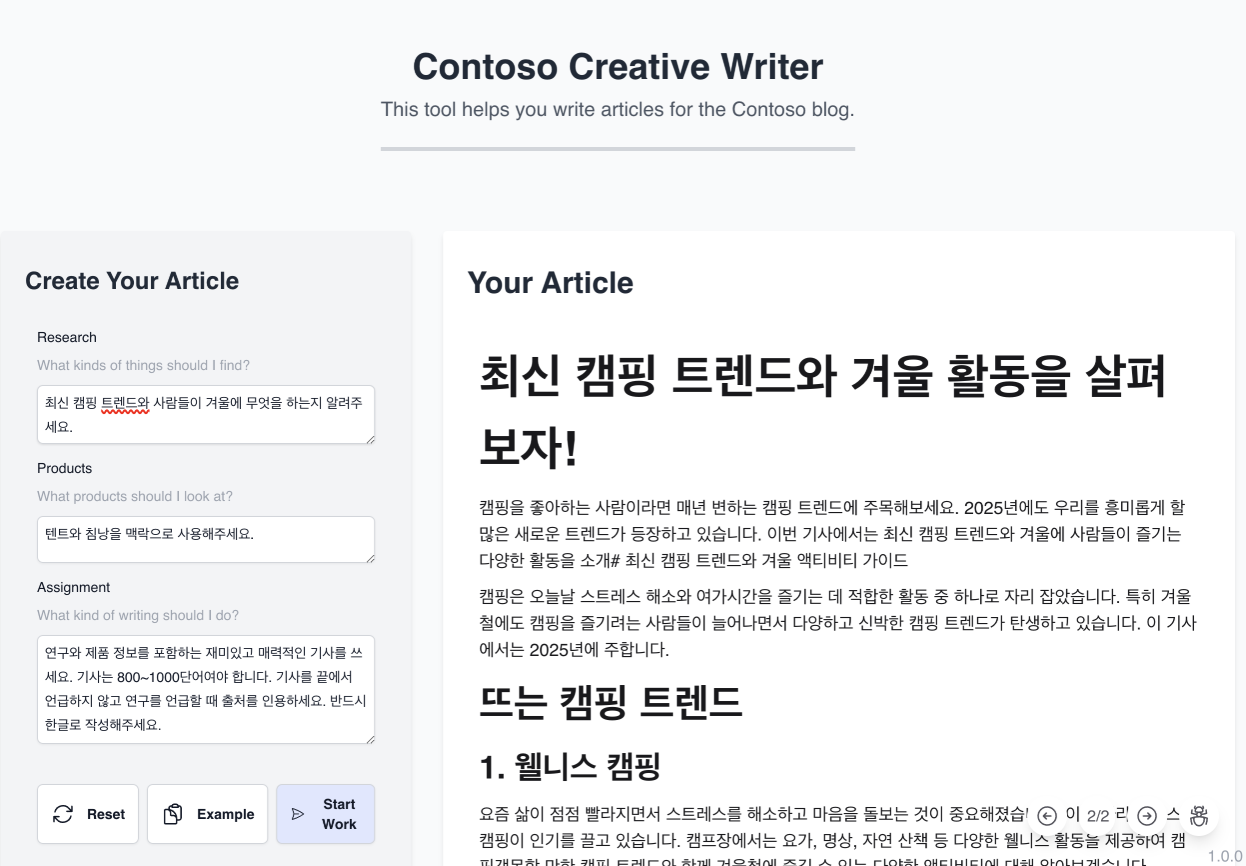 Contoso Creative Writer
This tool helps you write articles for the Contoso blog.
Create Your Article
Research
What kinds of things should I find?
최신 캠핑 트렌드와 사람들이 겨울에 무엇을 하는지 알려주
세요.
Products
What products should I look at?
텐트와 침낭을 맥락으로 사용해주세요.
Assignment
What kind of writing should I do?
연구와 제품 정보를 포함하는 재미있고 매력적인 기사를 쓰
세요. 기사는 800~1000단어여야 합니다. 기사를 끝에서
언급하지 않고 연구를 언급할 때 출처를 인용하세요. 반드시
한글로 작성해주세요.
Reset
Example
Start
Work
Your Article
최신 캠핑 트렌드와 겨울 활동을 살펴
보자!
캠핑을 좋아하는 사람이라면 매년 변하는 캠핑 트렌드에 주목해보세요. 2025년에도 우리를 흥미롭게 할
많은 새로운 트렌드가 등장하고 있습니다. 이번 기사에서는 최신 캠핑 트렌드와 겨울에 사람들이 즐기는
다양한 활동을 소개# 최신 캠핑 트렌드와 겨울 액티비티 가이드
캠핑은 오늘날 스트레스 해소와 여가시간을 즐기는 데 적합한 활동 중 하나로 자리 잡았습니다. 특히 겨울
철에도 캠핑을 즐기려는 사람들이 늘어나면서 다양하고 신박한 캠핑 트렌드가 탄생하고 있습니다. 이 기사
에서는 2025년에 주합니다.
뜨는 캠핑 트렌드
1. 웰니스 캠핑
요즘 삶이 점점 빨라지면서 스트레스를 해소하고 마음을 돌보는 것이 중요해졌습
2/2
캠핑이 인기를 끌고 있습니다. 캠프장에서는 요가, 명상, 자연 산책 등 다양한 웰니스 활동을 제공하여 캠
1.0.0